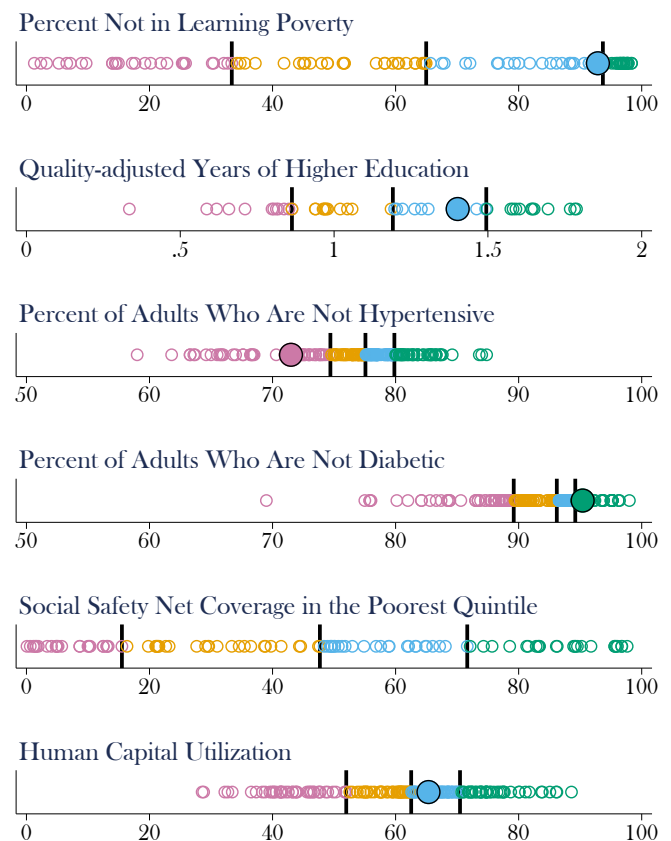 Percent Not in Learning Poverty
0 20 40 60 80 100
Quality-adjusted Years of Higher Education
0 .5 1 1.5 2
Percent of Adults Who Are Not Hypertensive
50 60 70 80 90 100
Percent of Adults Who Are Not Diabetic
50 60 70 80 90 100
Social Safety Net Coverage in the Poorest Quintile
0 20 40 60 80 100
Human Capital Utilization
0 20 40 60 80 100